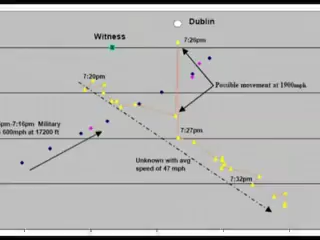 Dublin
Witness
7:29pm
7:20pm
Possible movement at 1900mph
pm-7:16pm Military
600mph at 17200 ft
7:27pm
Unknown with avg
speed of 47 mph
7:32pm